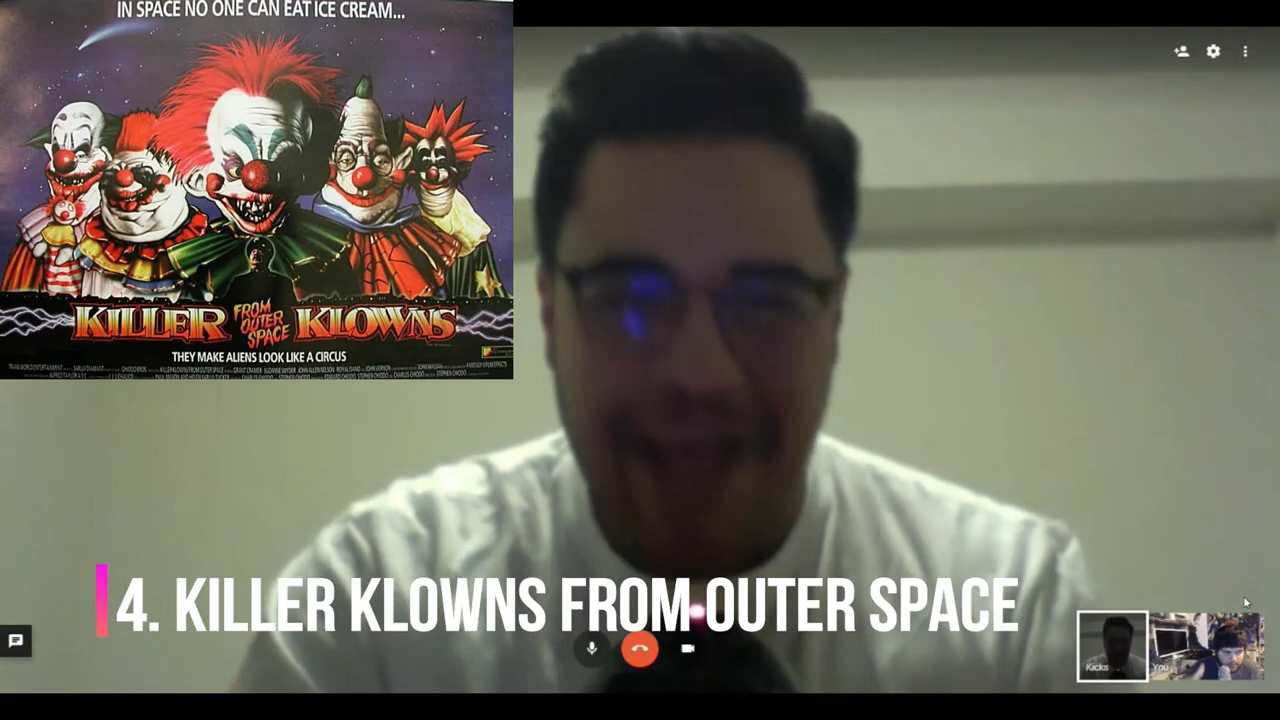 IN SPACE NO ONE CAN EAT ICE CREAM...
KILLER FROM OUTER SPACE KLOWNS
THEY MAKE ALIENS LOOK LIKE A CIRCUS
4. KILLER KLOWNS FROM OUTER SPACE
Kicks
You